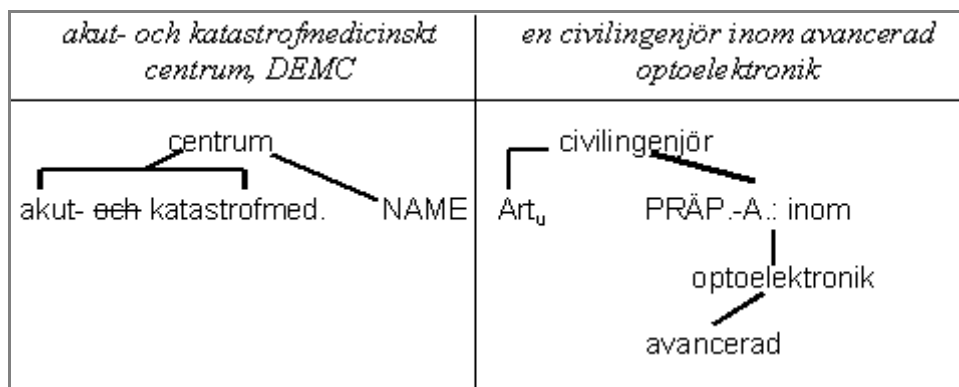 akut- och katastrofmedicinskt
centrum, DEMC
en civilingenjör inom avancerad
optoelektronik
centrum
akut- och katastrofmed.
NAME
civilingenjör
Artu
PRÄP.-A.: inom
optoelektronik
avancerad